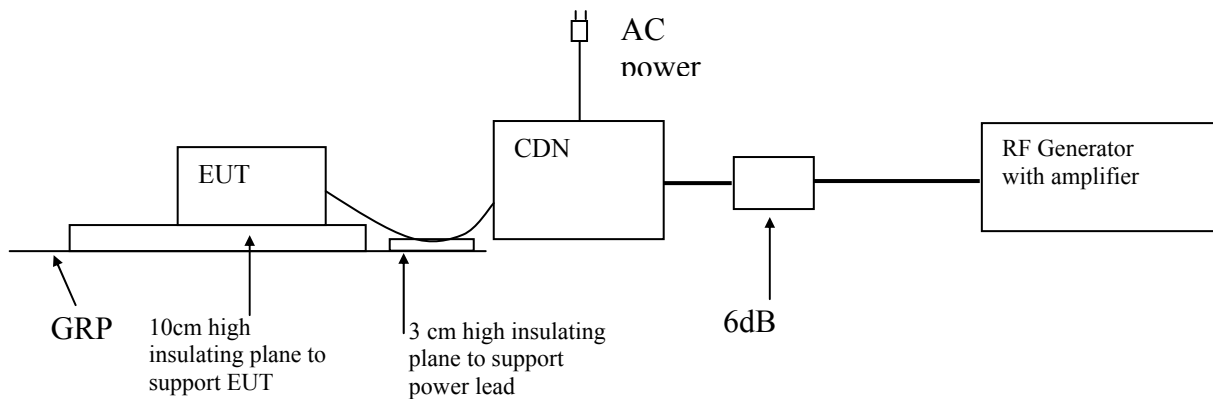 AC
power
EUT
CDN
RF Generator
with amplifier
GRP
10cm high
insulating plane to
support EUT
3 cm high insulating
plane to support
power lead
6dB